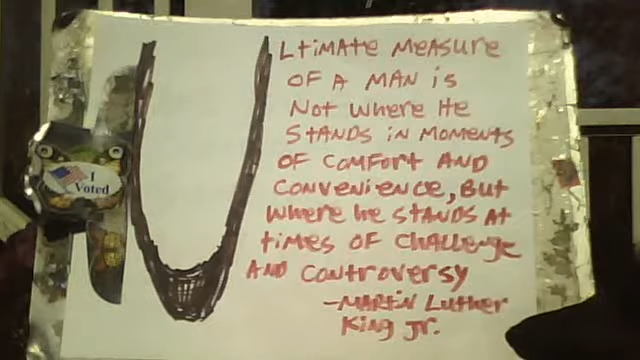 ULTIMATE MEASURE
OF A MAN is
NOT WHERE HE
STANDS iN MOMENTS
OF COMFORT AND
CONVENiENCE, BUT
WHERE HE STANDS AT
TiMES OF CHALLENGE
AND CONTROVERSY
-MARTiN LUTHER
KiNG JR.
I
Voted